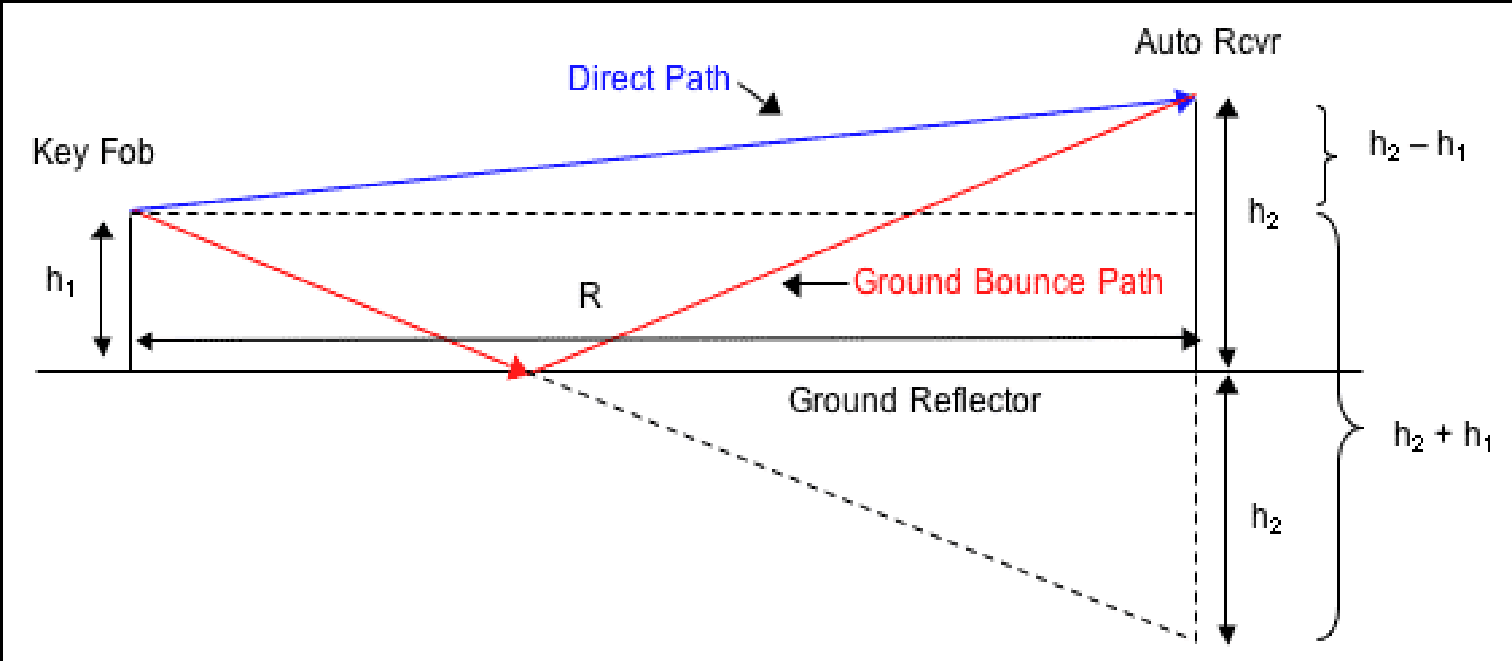 Auto Rcvr
Direct Path
Key Fob
h₂ – h₁
h₂
h₁
R
Ground Bounce Path
Ground Reflector
h₂ + h₁
h₂